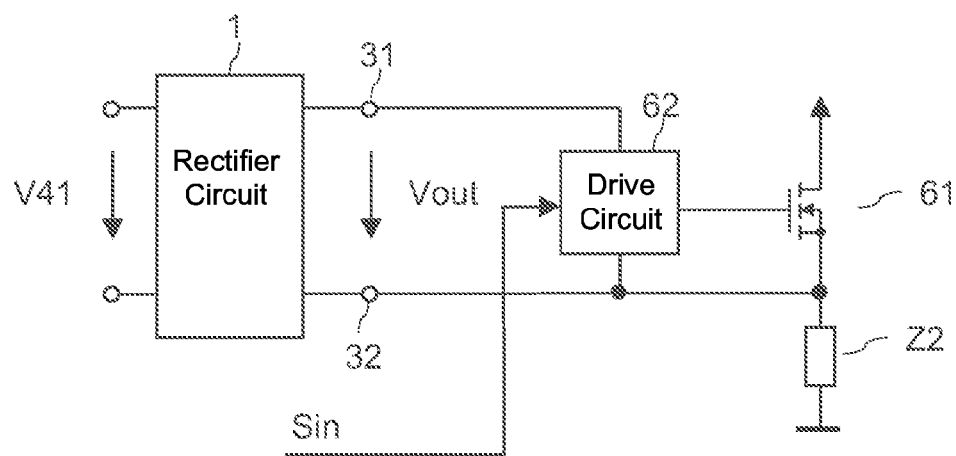 1
31
62
Rectifier
Circuit
V41
Vout
Drive
Circuit
61
32
Z2
Sin